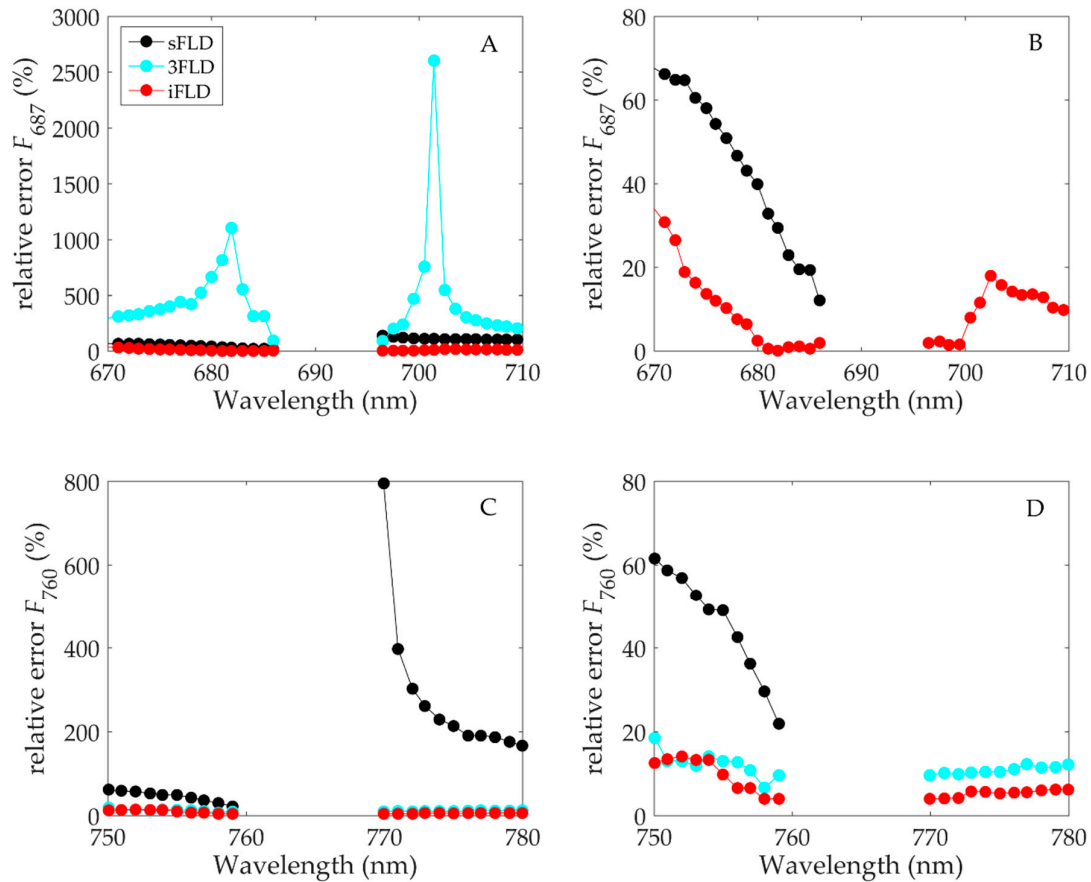 3000
2500
2000
1500
1000
500
0
relative error F687 (%)
sFLD
3FLD
iFLD
A
670 680 690 700 710
Wavelength (nm)
80
60
40
20
0
relative error F687 (%)
B
670 680 690 700 710
Wavelength (nm)
800
600
400
200
0
relative error F760 (%)
C
750 760 770 780
Wavelength (nm)
80
60
40
20
0
relative error F760 (%)
D
750 760 770 780
Wavelength (nm)